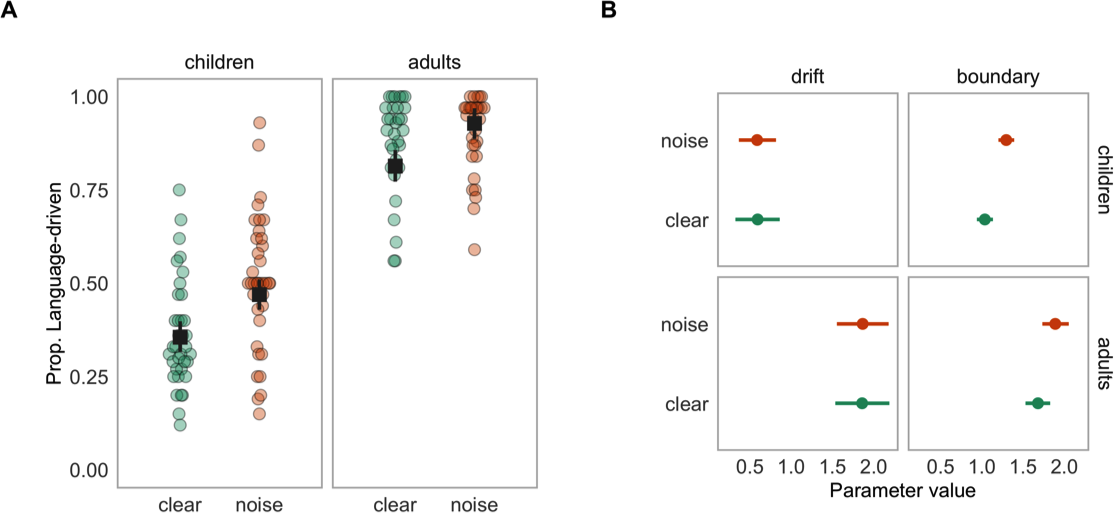 A
children adults
Prop. Language-driven
1.00
0.75
0.50
0.25
0.00
clear noise clear noise
B
drift boundary
noise
clear
children
noise
clear
adults
0.5 1.0 1.5 2.0 0.5 1.0 1.5 2.0
Parameter value